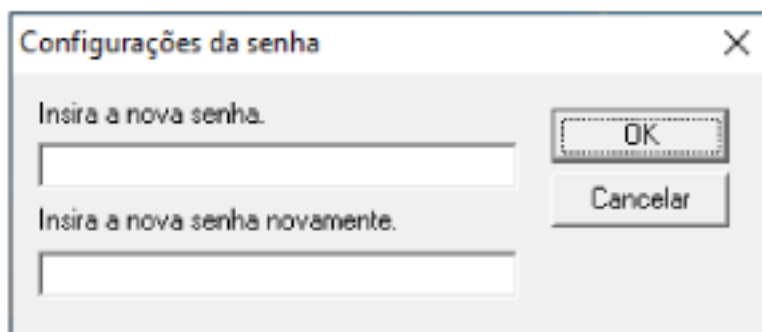 Configurações da senha
Insira a nova senha.
OK
Cancelar
Insira a nova senha novamente.